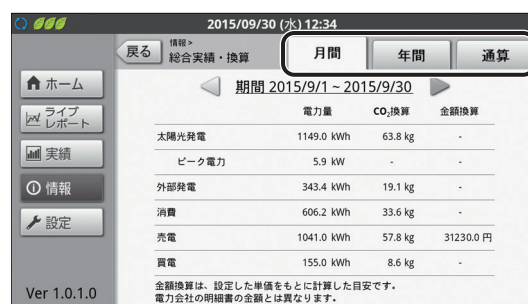 2015/09/30 (水) 12:34
戻る
情報>
総合実績・換算
月間 年間 通算
ホーム
ライブ
レポート
実績
情報
設定
Ver 1.0.1.0
期間 2015/9/1 ~ 2015/9/30
電力量 CO₂換算 金額換算
太陽光発電 1149.0 kWh 63.8 kg -
ピーク電力 5.9 kW - -
外部発電 343.4 kWh 19.1 kg -
消費 606.2 kWh 33.6 kg -
売電 1041.0 kWh 57.8 kg 31230.0 円
買電 155.0 kWh 8.6 kg -
金額換算は、設定した単価をもとに計算した目安です。
電力会社の明細書の金額とは異なります。